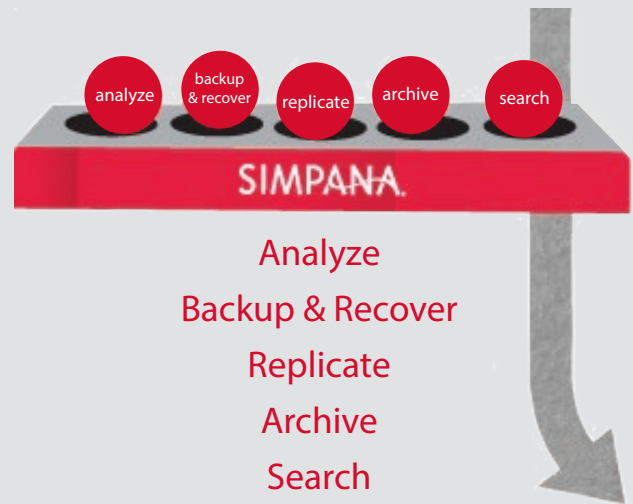 analyze
backup
& recover
replicate
archive
search
SIMPANA.
Analyze
Backup & Recover
Replicate
Archive
Search